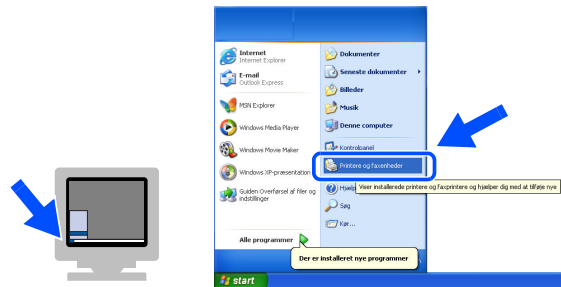 Internet
Internet Explorer
E-mail
Outlook Express
MSN Explorer
Windows Media Player
Windows Movie Maker
Windows XP-præsentation
Guiden Overførsel af filer og
indstillinger
Alle programmer
Dokumenter
Seneste dokumenter
Billeder
Musik
Denne computer
Kontrolpanel
Printere og faxenheder
Hjælp
Viser installerede printere og faxprintere og hjælper dig med at tilføje nye
Søg
Kør...
Der er installeret nye programmer
start